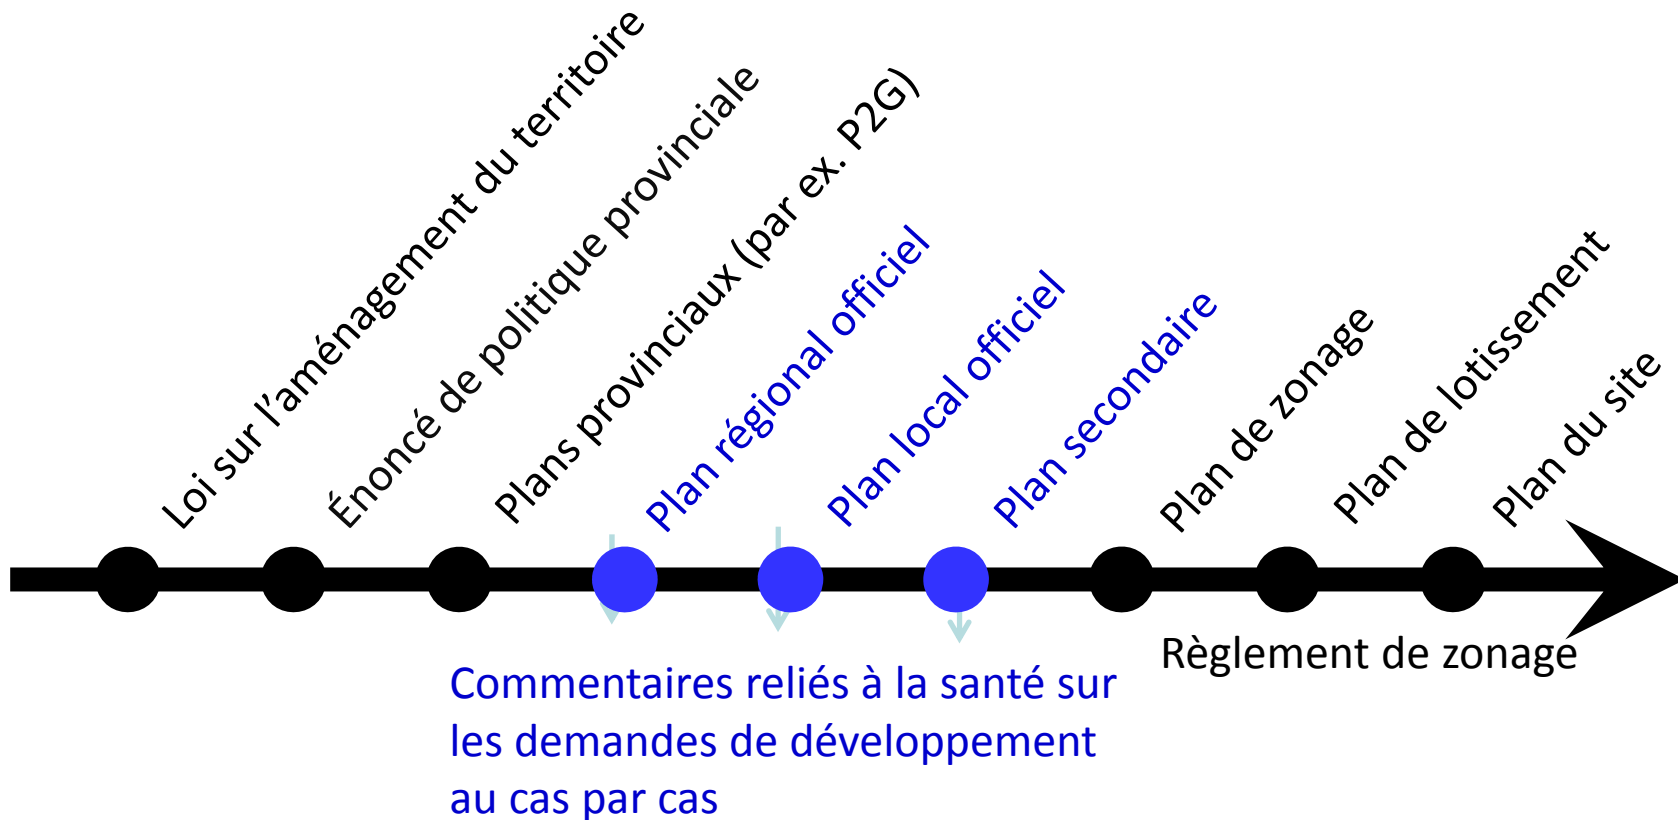 Loi sur l'aménagement du territoire
Énoncé de politique provinciale
Plans provinciaux (par ex. P2G)
Plan régional officiel
Plan local officiel
Plan secondaire
Plan de zonage
Plan de lotissement
Plan du site
Règlement de zonage
Commentaires reliés à la santé sur
les demandes de développement
au cas par cas